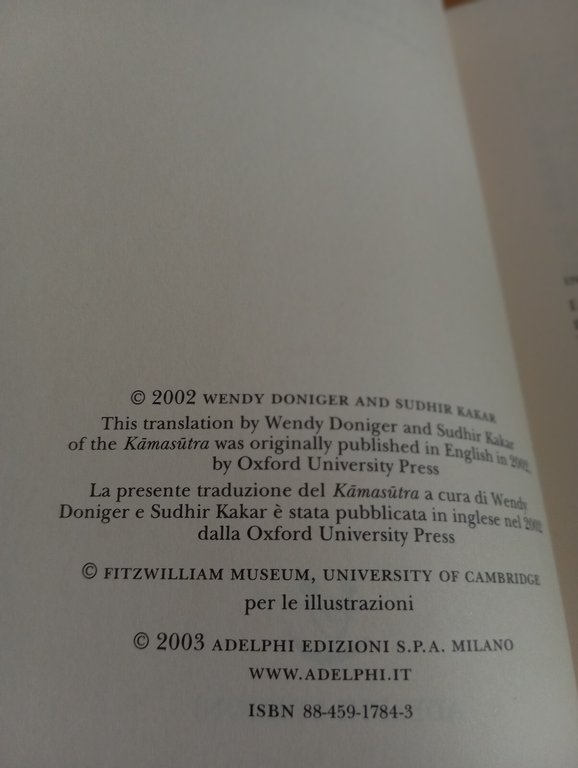 © 2002 WENDY DONIGER AND SUDHIR KAKAR
This translation by Wendy Doniger and Sudhir Kakar
of the Kāmasūtra was originally published in English in 2002,
by Oxford University Press
La presente traduzione del Kāmasūtra a cura di Wendy
Doniger e Sudhir Kakar è stata pubblicata in inglese nel 2002
dalla Oxford University Press
© FITZWILLIAM MUSEUM, UNIVERSITY OF CAMBRIDGE
per le illustrazioni
© 2003 ADELPHI EDIZIONI S.P.A. MILANO
WWW.ADELPHI.IT
ISBN 88-459-1784-3